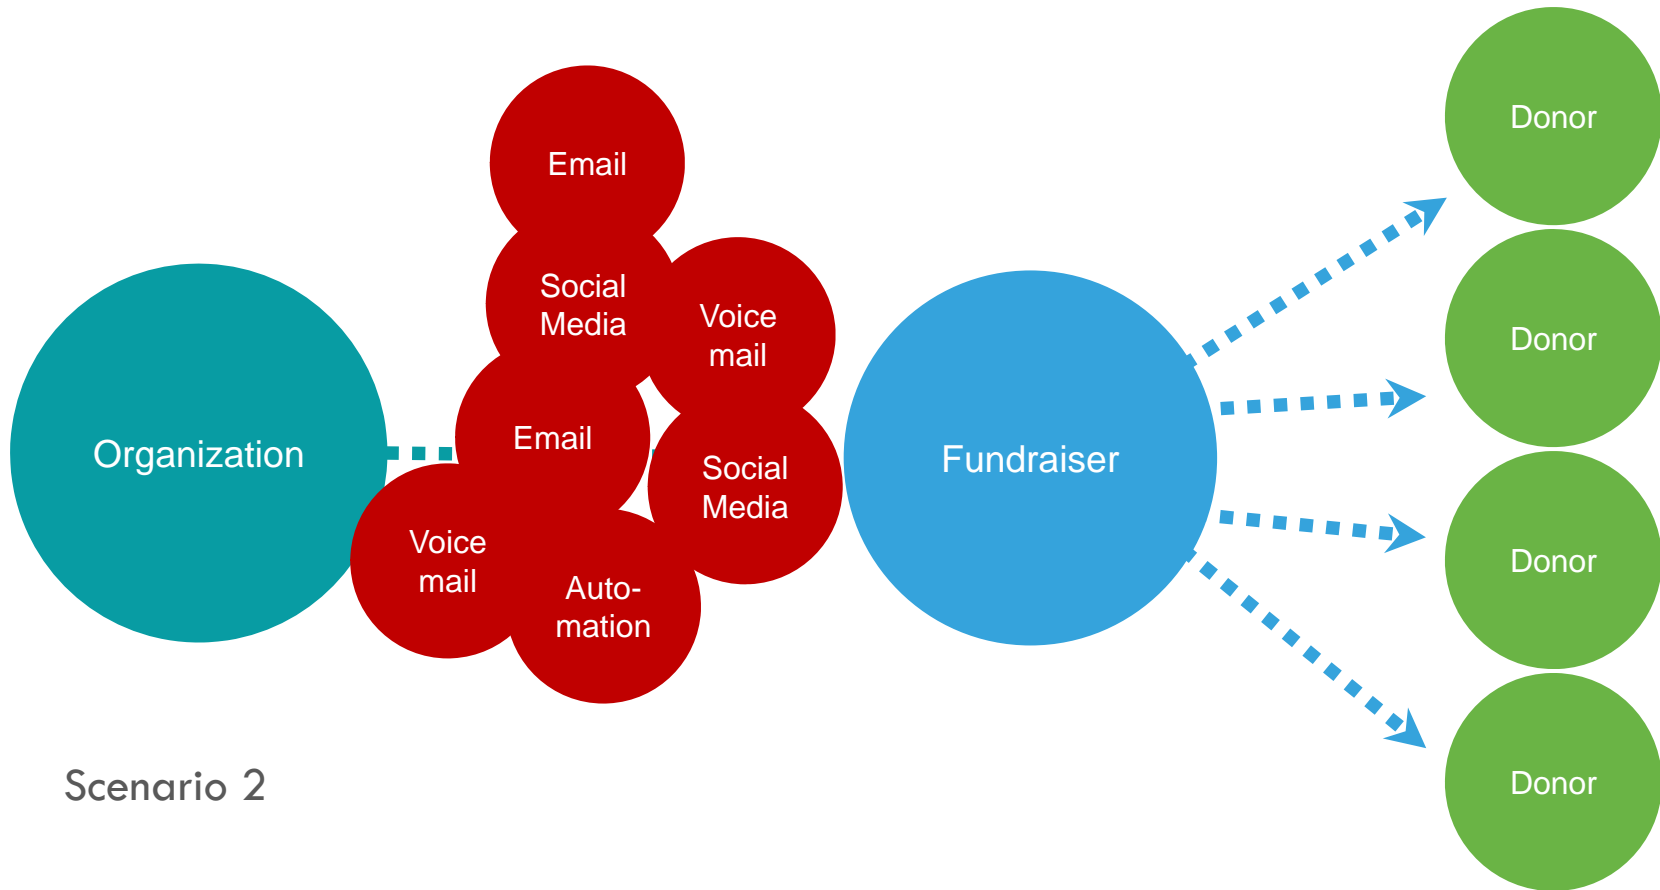 Organization
Email
Social
Media
Voice
mail
Email
Social
Media
Voice
mail
Auto-
mation
Fundraiser
Donor
Donor
Donor
Donor
Scenario 2